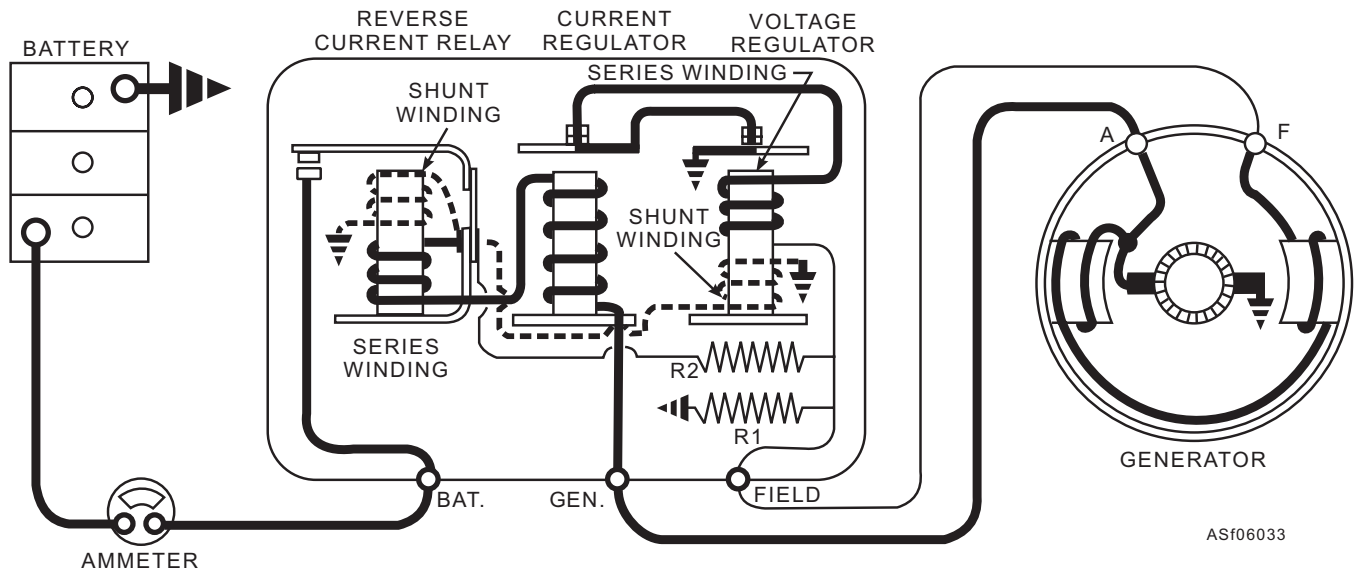 BATTERY
REVERSE
CURRENT RELAY
CURRENT
REGULATOR
VOLTAGE
REGULATOR
SERIES WINDING
SHUNT
WINDING
SHUNT
WINDING
SERIES
WINDING
R2
R1
A
F
GENERATOR
BAT.
GEN.
FIELD
AMMETER
ASf06033